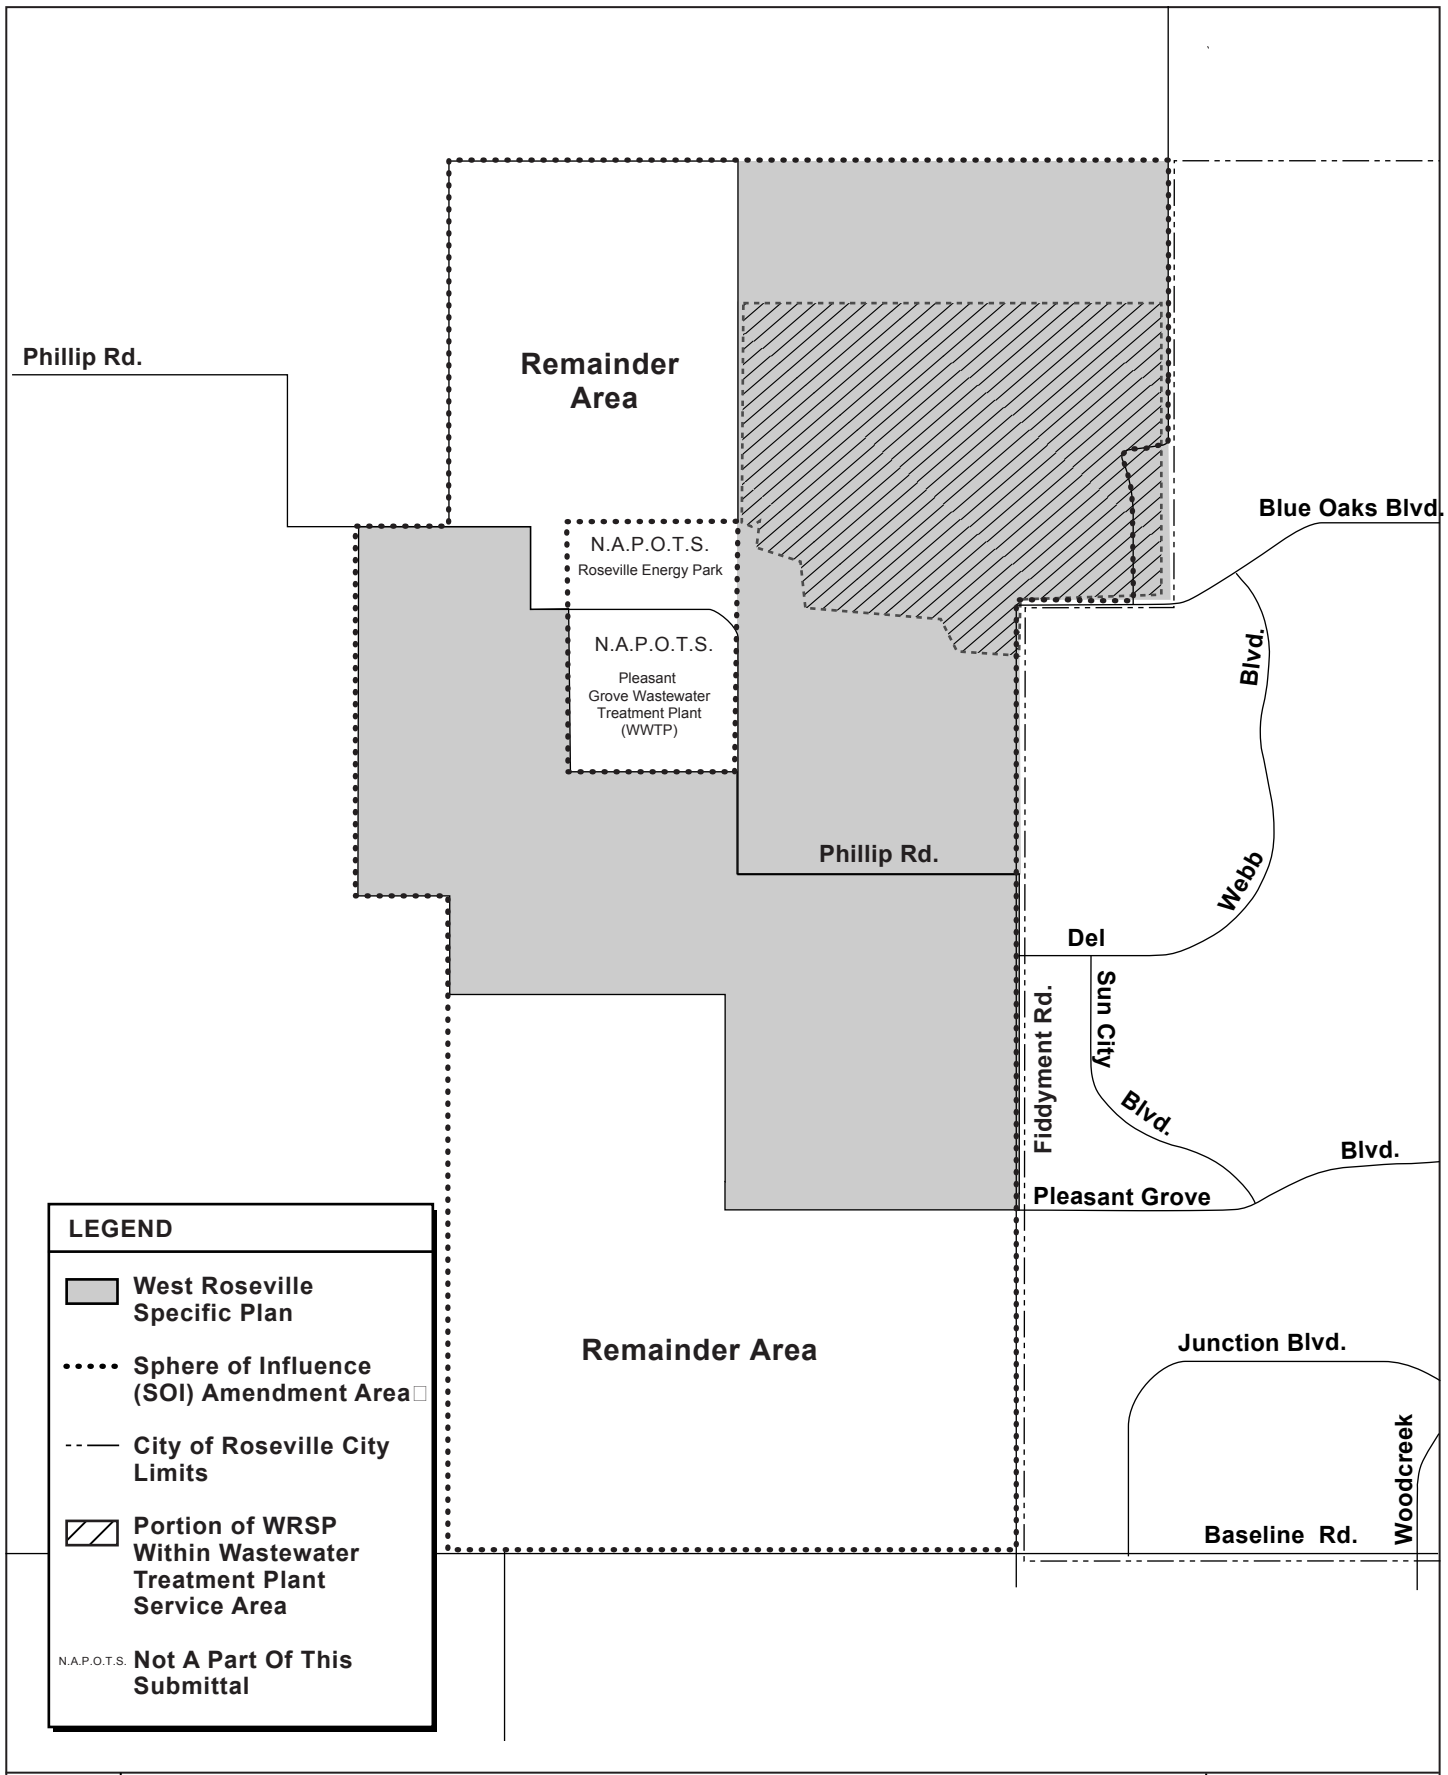 Phillip Rd.
Remainder
Area
Blue Oaks Blvd.
N.A.P.O.T.S.
Roseville Energy Park
N.A.P.O.T.S.
Pleasant
Grove Wastewater
Treatment Plant
(WWTP)
Blvd.
Phillip Rd.
Webb
Del
Sun City
Fiddyment Rd.
Blvd.
Blvd.
Pleasant Grove
LEGEND
West Roseville
Specific Plan
Sphere of Influence
(SOI) Amendment Area
City of Roseville City
Limits
Portion of WRSP
Within Wastewater
Treatment Plant
Service Area
N.A.P.O.T.S. Not A Part Of This
Submittal
Remainder Area
Junction Blvd.
Woodcreek
Baseline Rd.